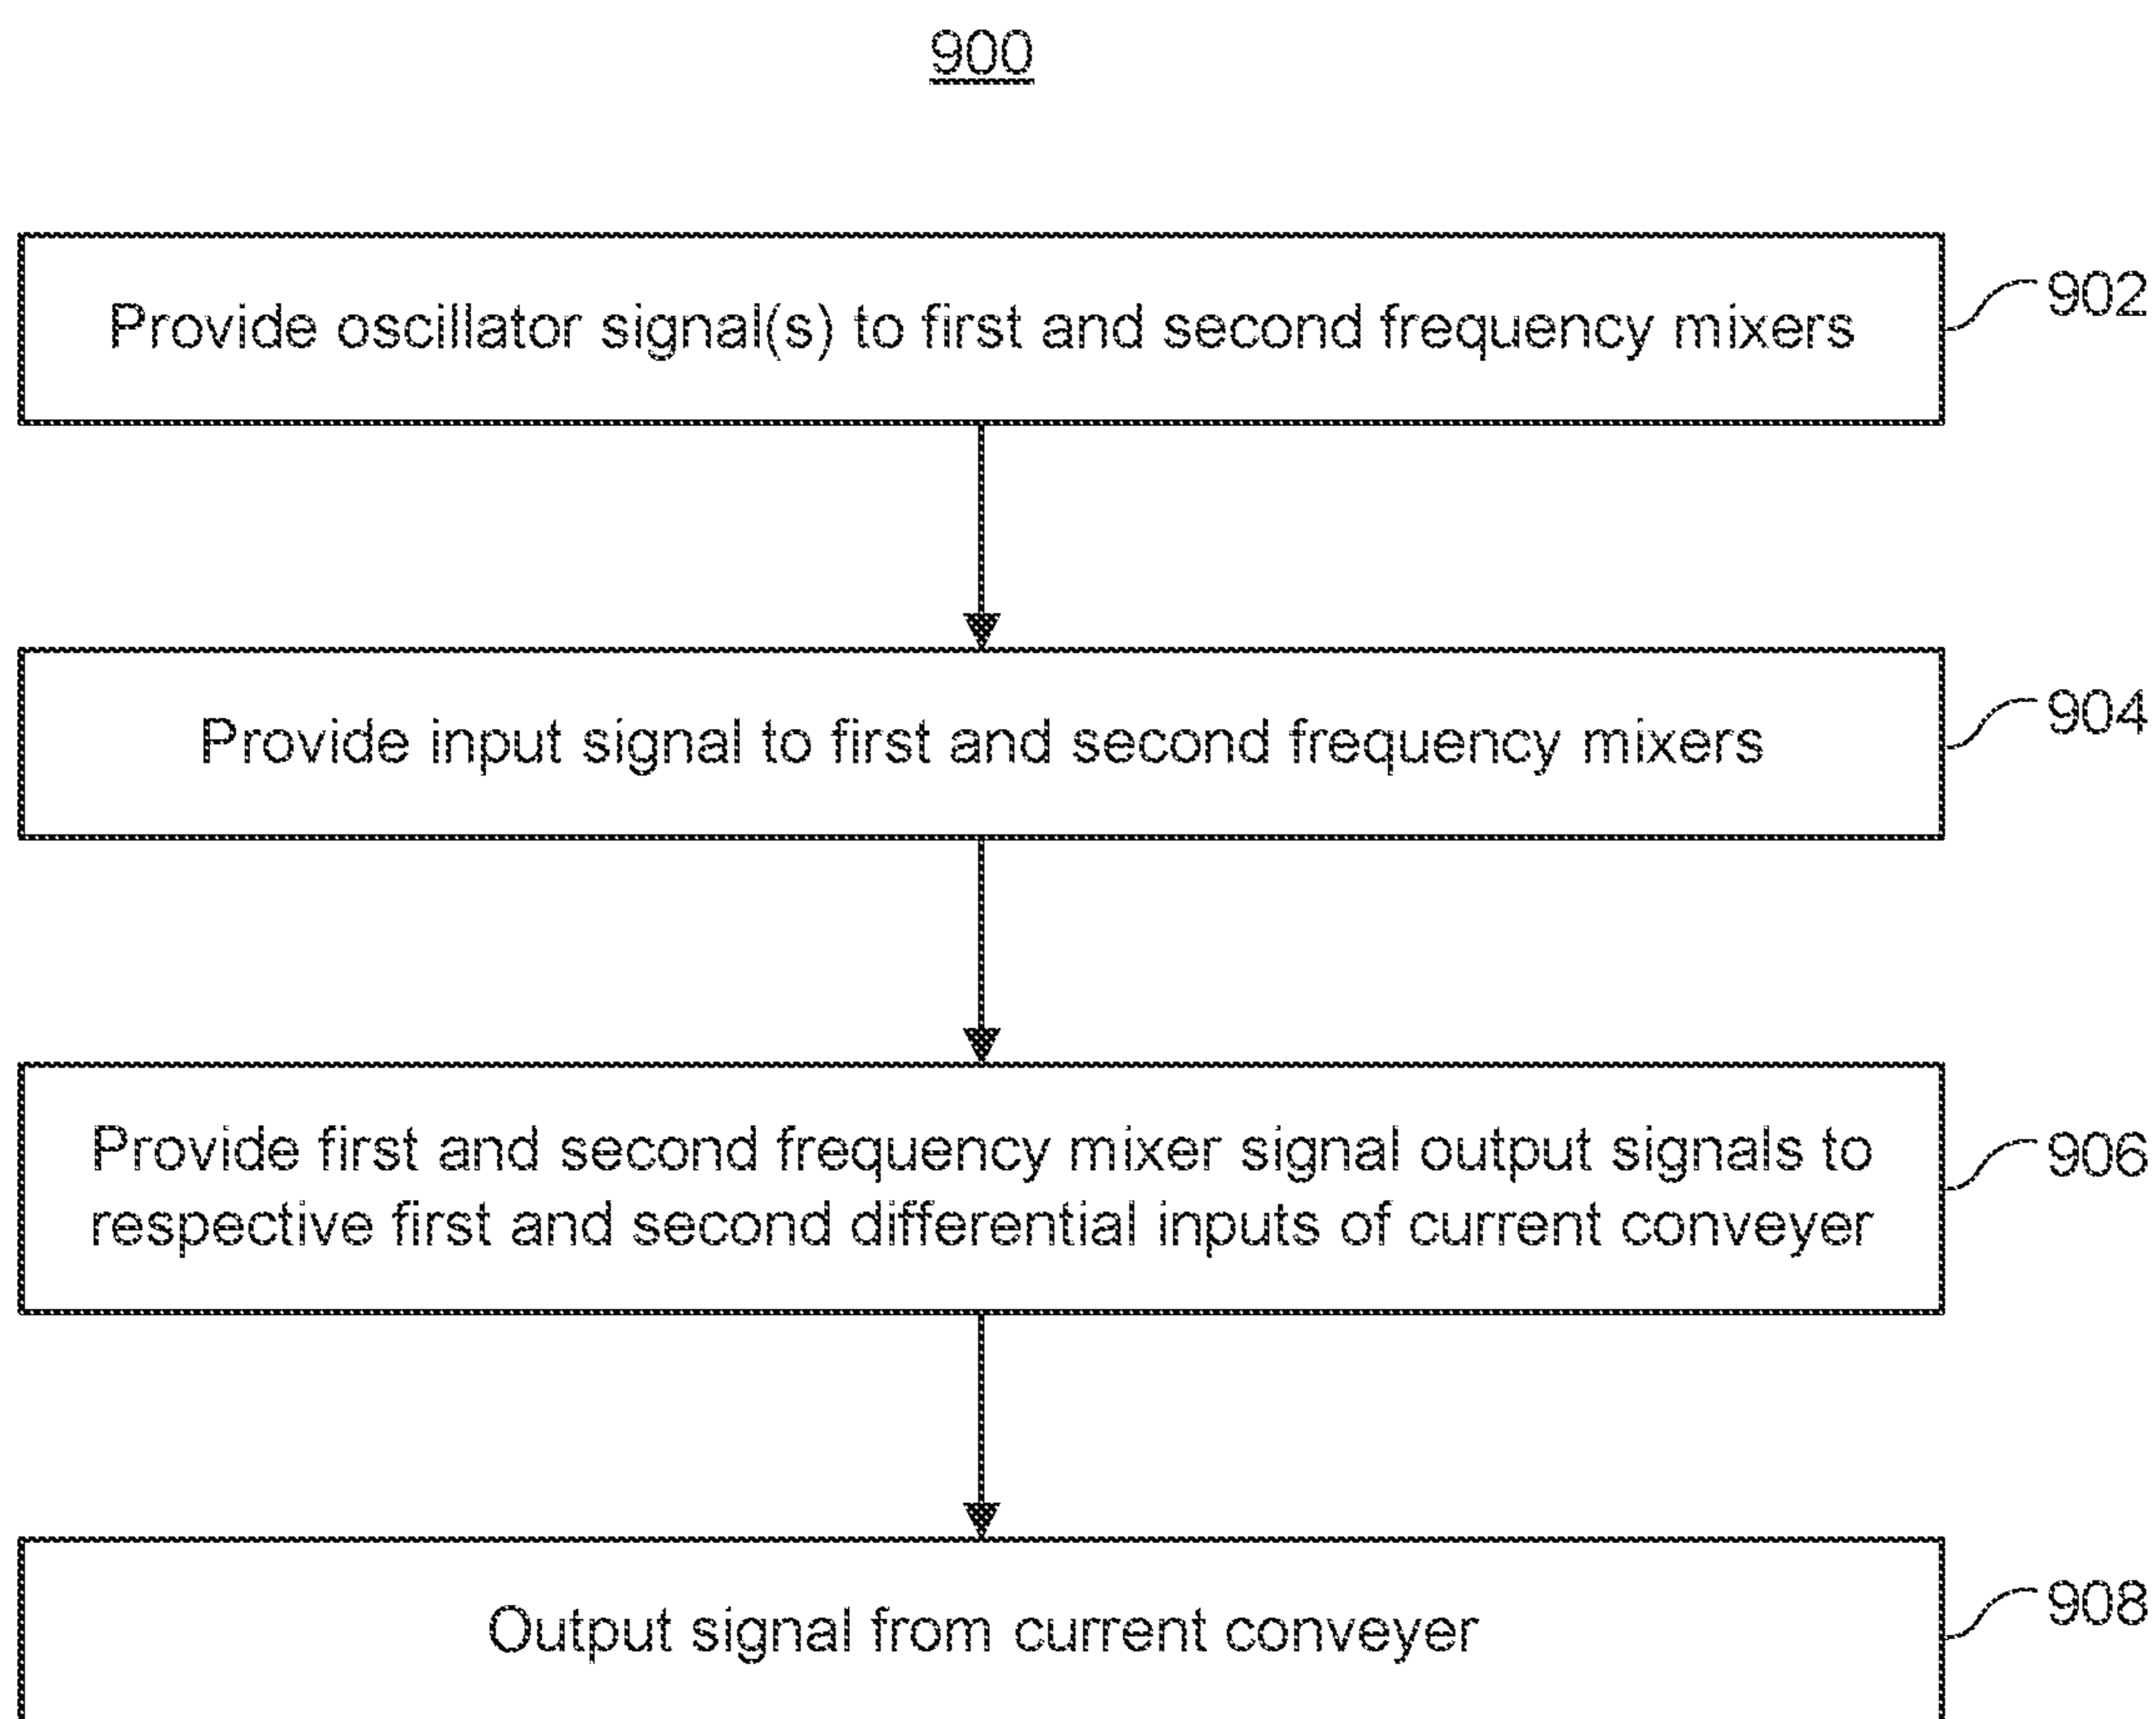 900
Provide oscillator signal(s) to first and second frequency mixers
902
Provide input signal to first and second frequency mixers
904
Provide first and second frequency mixer signal output signals to
respective first and second differential inputs of current conveyer
906
Output signal from current conveyer
908